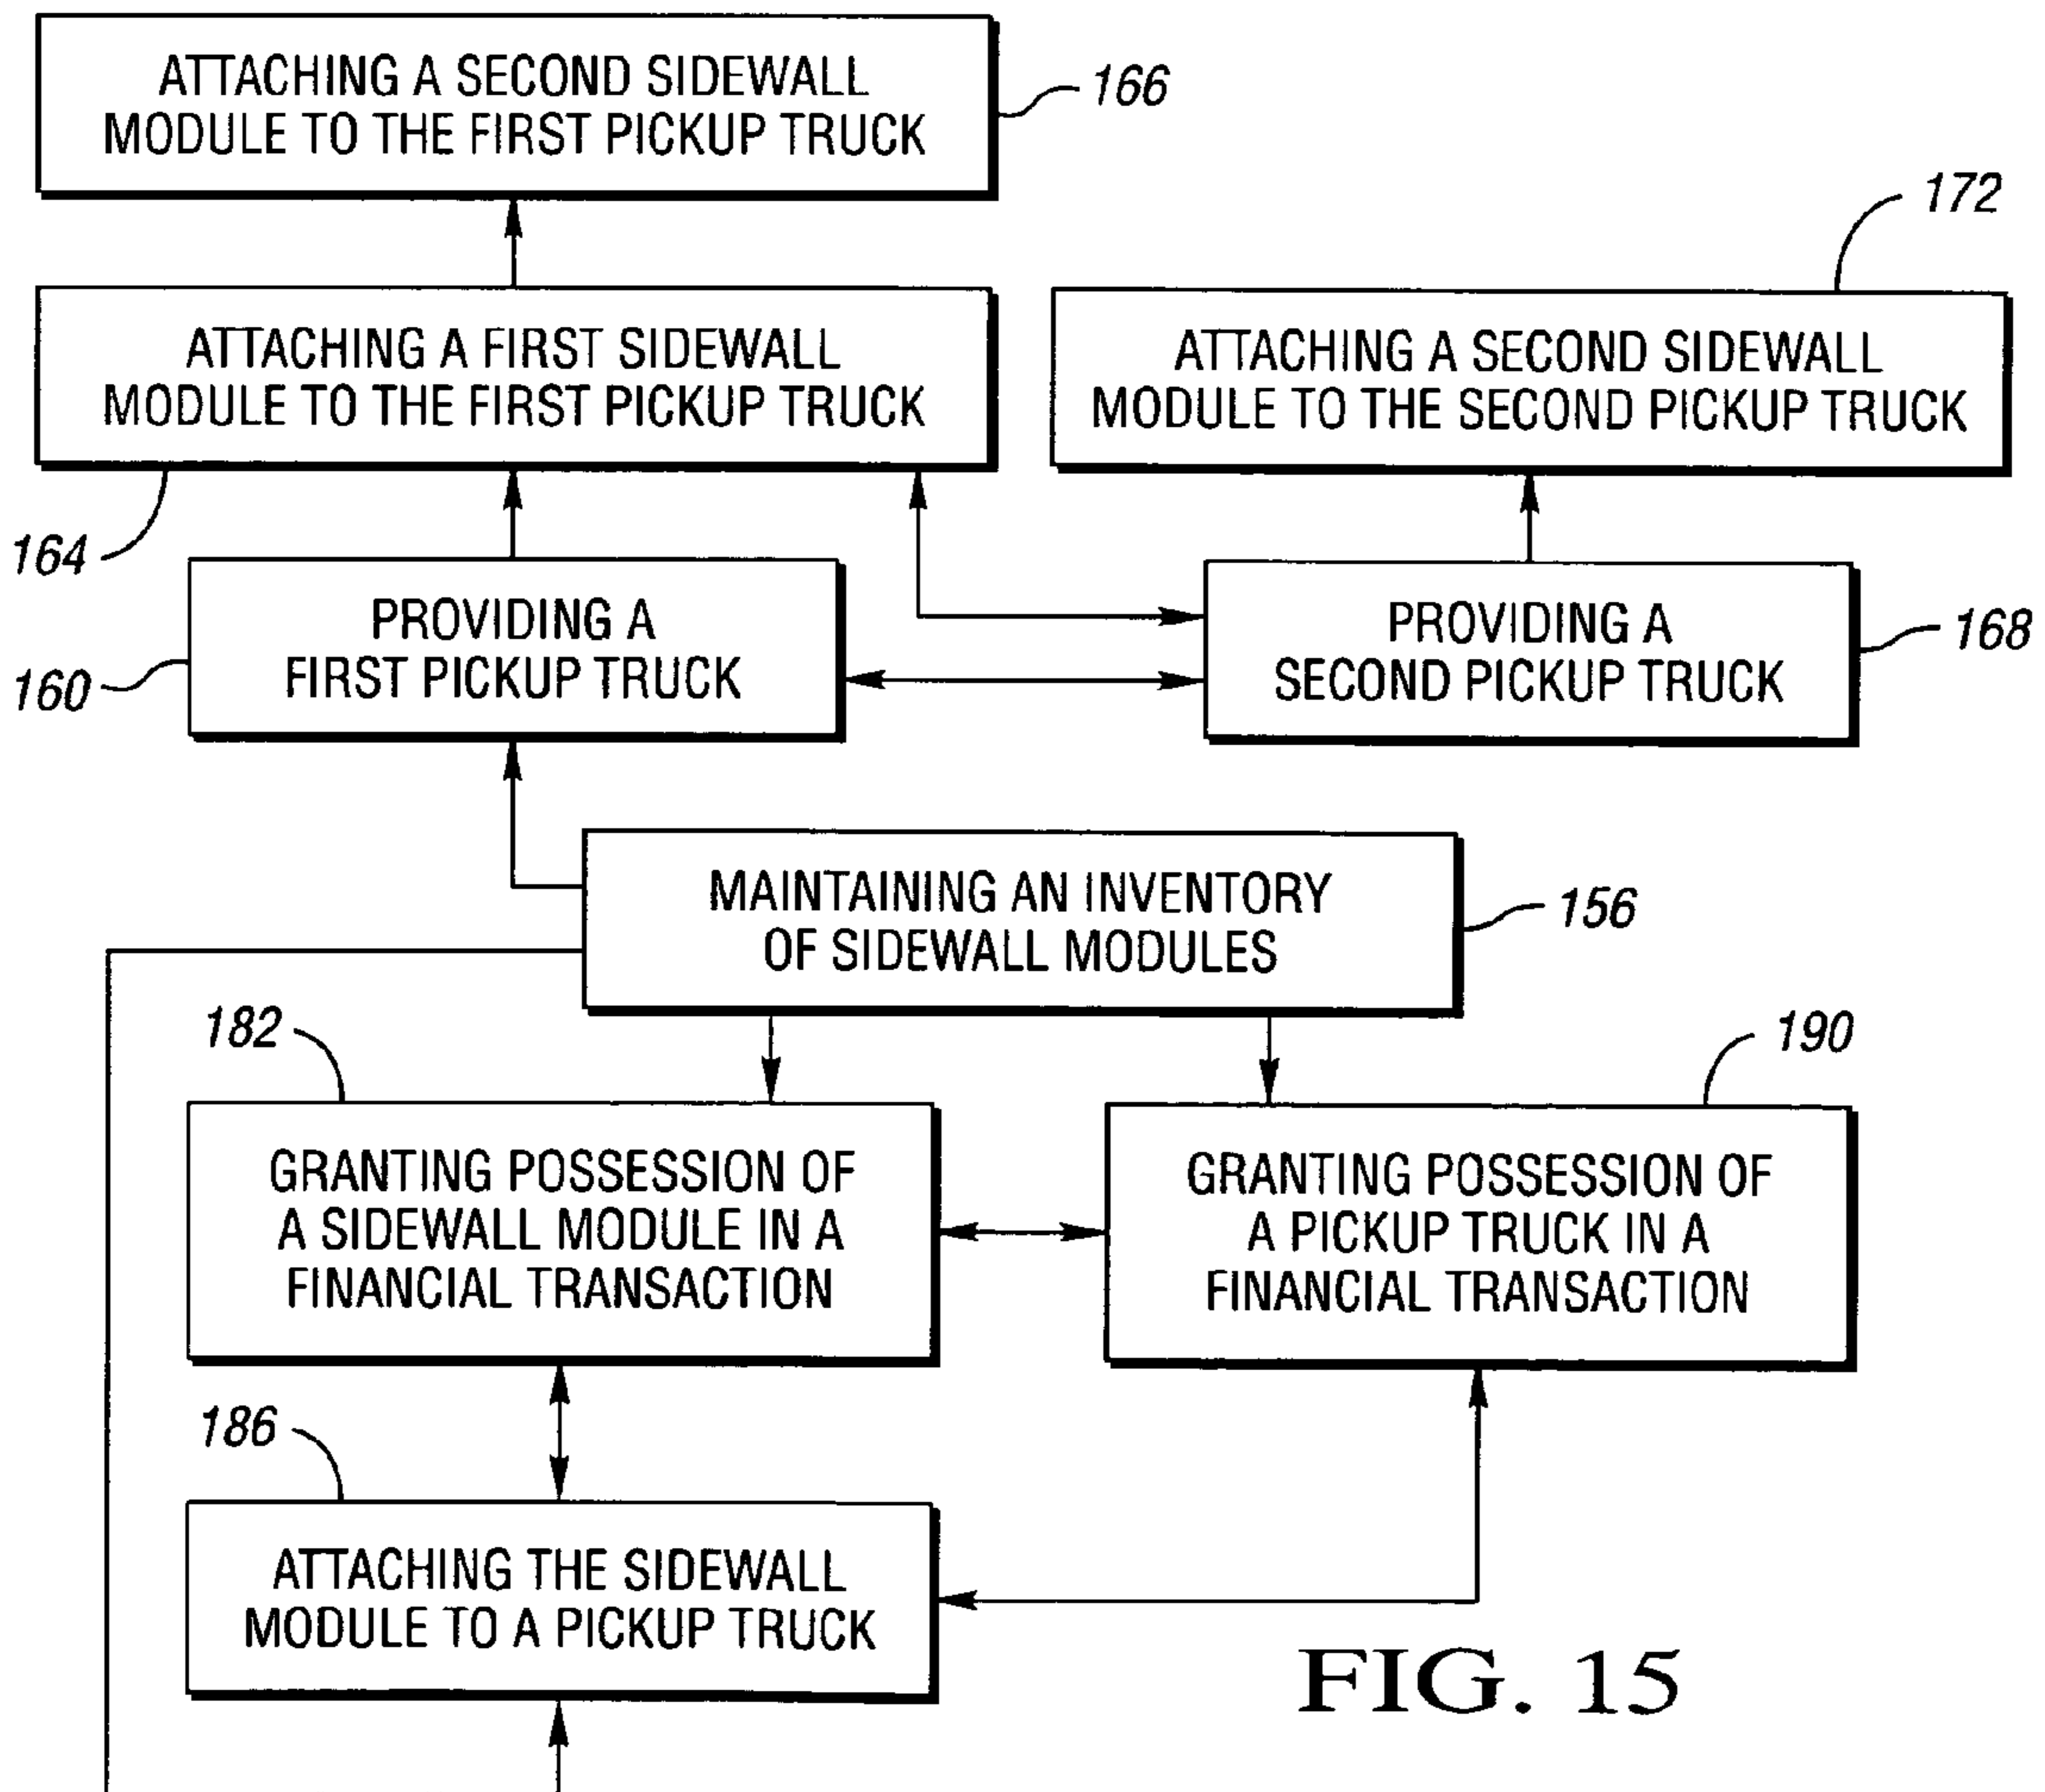 ATTACHING A SECOND SIDEWALL
MODULE TO THE FIRST PICKUP TRUCK
166
172
ATTACHING A FIRST SIDEWALL
MODULE TO THE FIRST PICKUP TRUCK
ATTACHING A SECOND SIDEWALL
MODULE TO THE SECOND PICKUP TRUCK
164
PROVIDING A
FIRST PICKUP TRUCK
160
PROVIDING A
SECOND PICKUP TRUCK
168
MAINTAINING AN INVENTORY
OF SIDEWALL MODULES
156
182
190
GRANTING POSSESSION OF
A SIDEWALL MODULE IN A
FINANCIAL TRANSACTION
GRANTING POSSESSION OF
A PICKUP TRUCK IN A
FINANCIAL TRANSACTION
186
ATTACHING THE SIDEWALL
MODULE TO A PICKUP TRUCK
FIG. 15